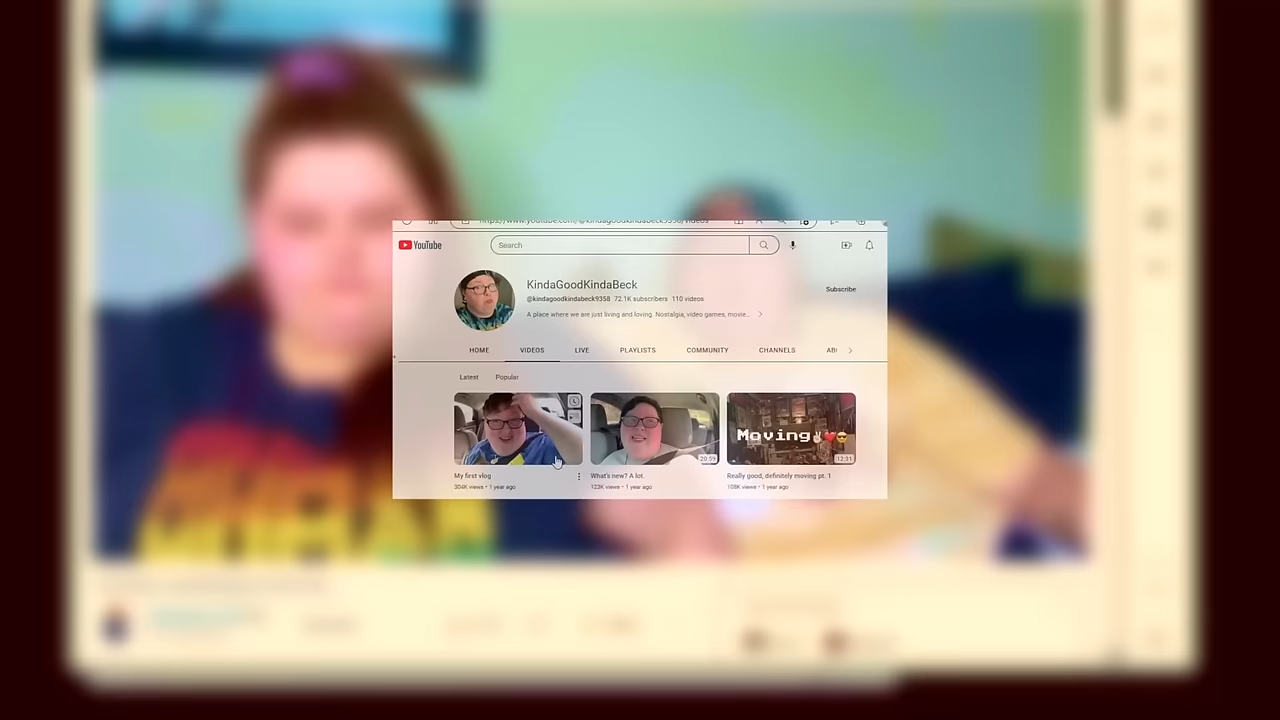 YouTube
Search
KindaGoodKindaBeck
@kindagoodkindabeck9358 72.1K subscribers 110 videos
A place where we are just living and loving. Nostalgia, video games, movie...
Subscribe
HOME VIDEOS LIVE PLAYLISTS COMMUNITY CHANNELS
Latest Popular
Moving
20:59
12:31
My first vlog
What's new? A lot.
Really good, definitely moving pt. 1
304K views • 1 year ago
123K views • 1 year ago
108K views • 1 year ago